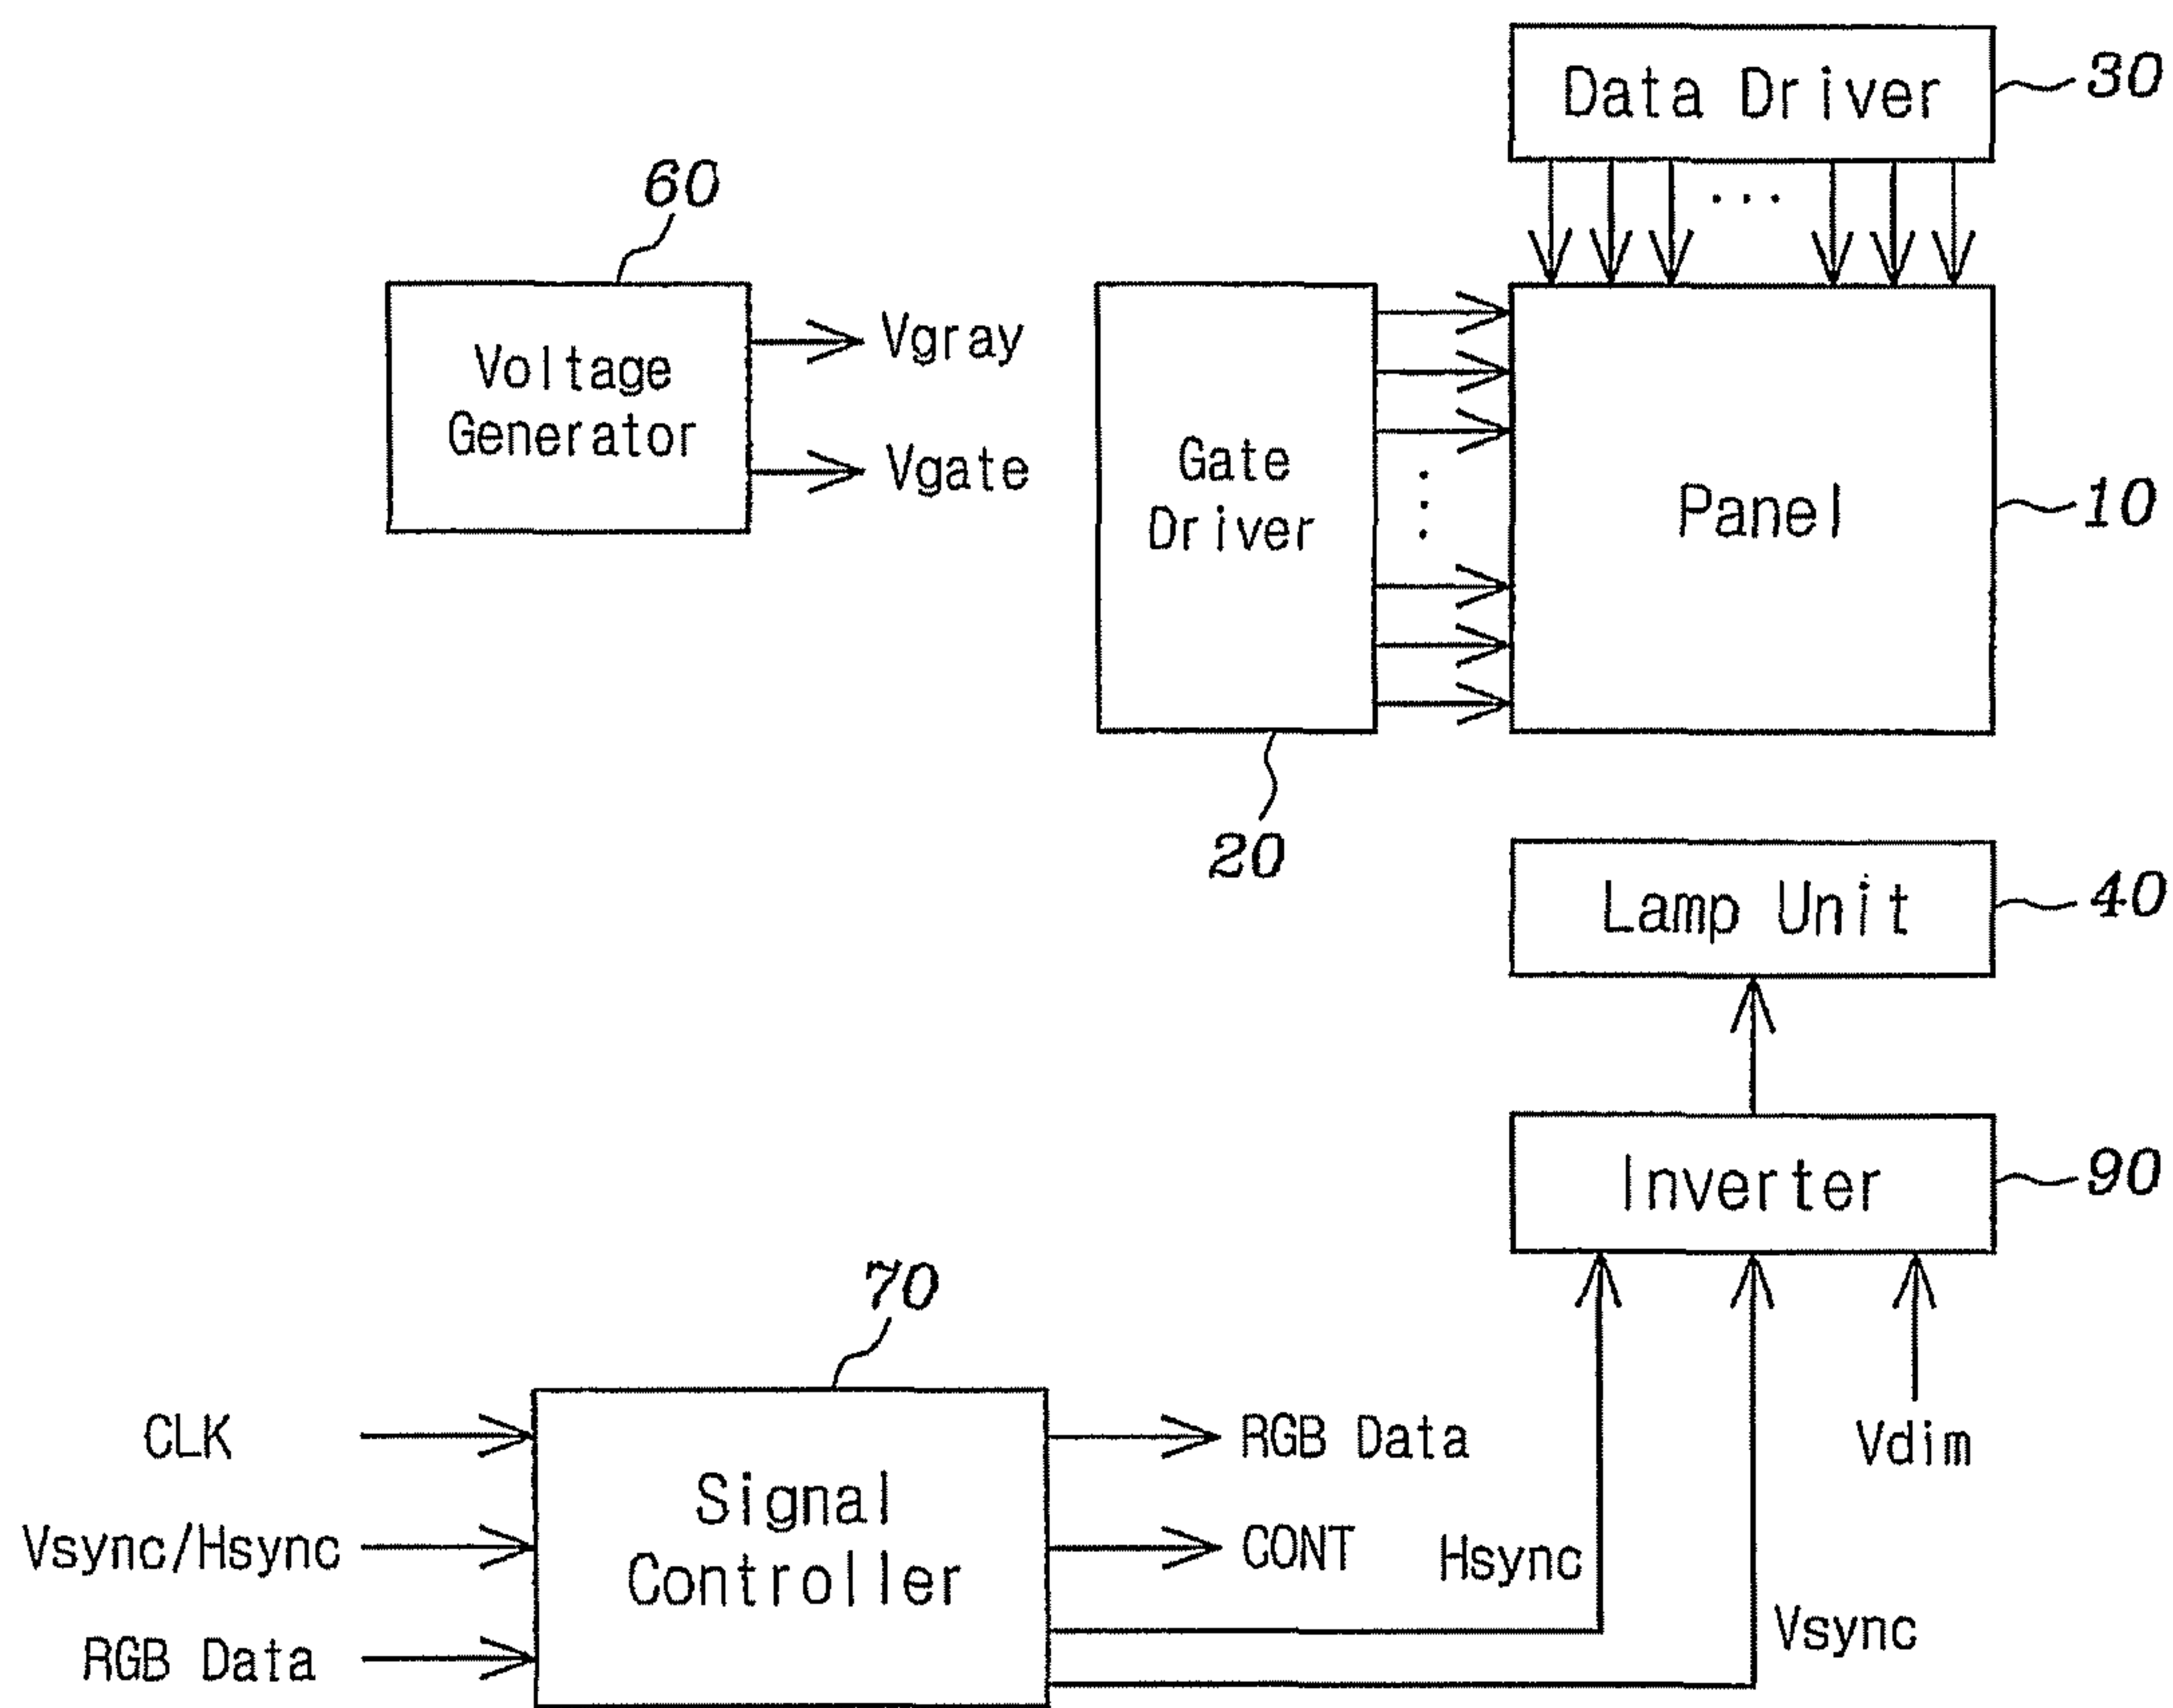 Data Driver
30
60
Voltage
Generator
Vgray
Vgate
Gate
Driver
Panel
10
20
Lamp Unit
40
Inverter
90
70
CLK
Vsync/Hsync
RGB Data
Signal
Controller
RGB Data
CONT
Hsync
Vsync
Vdim